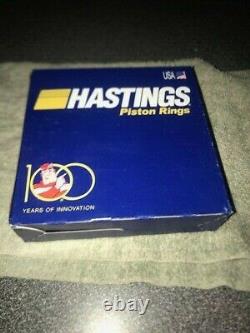 USA
HASTINGS
Piston Rings
100
YEARS OF INNOVATION